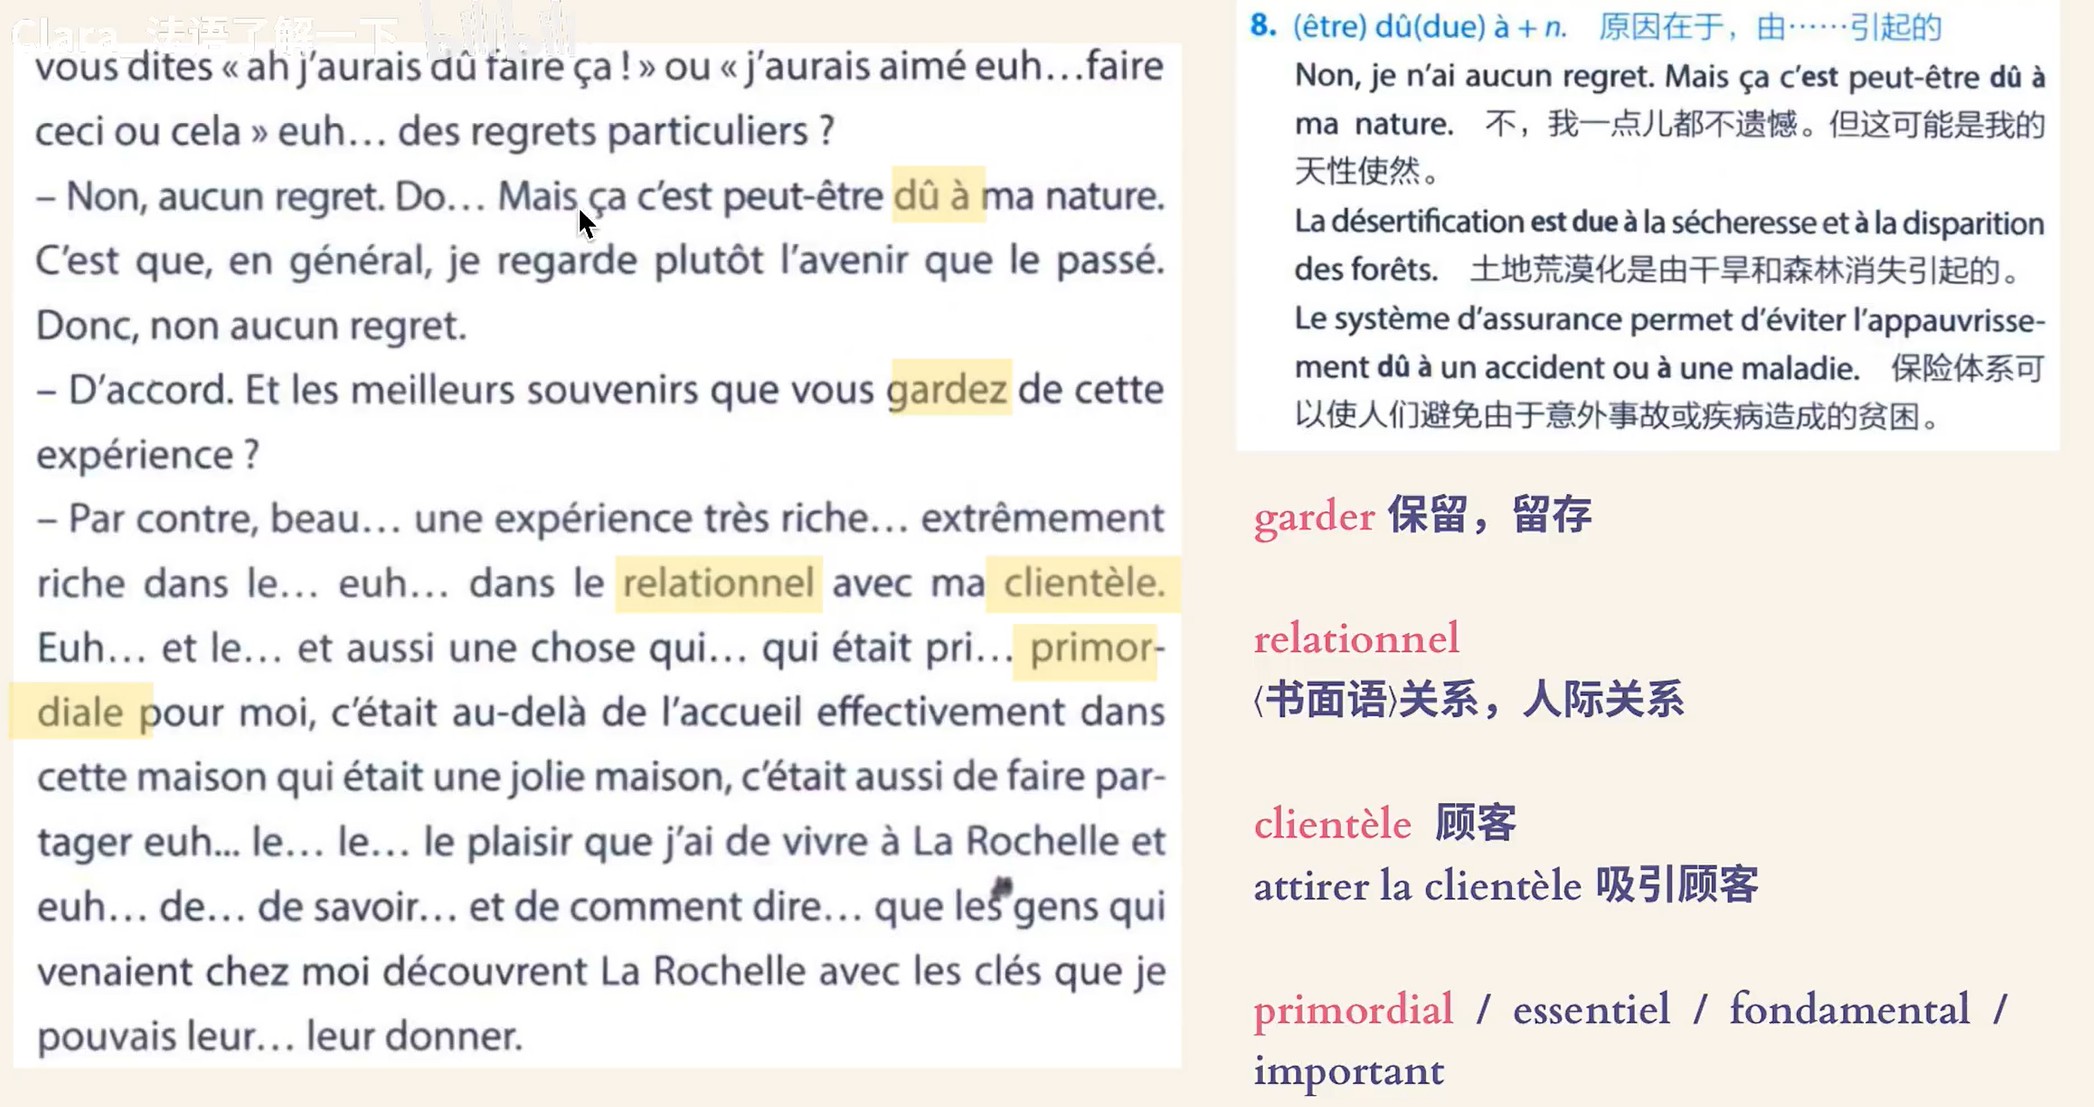 Clara_法语了解一下 bilibili
vous dites « ah j'aurais dû faire ça ! » ou « j'aurais aimé euh…faire
ceci ou cela » euh… des regrets particuliers ?
– Non, aucun regret. Do… Mais ça c'est peut-être dû à ma nature.
C'est que, en général, je regarde plutôt l'avenir que le passé.
Donc, non aucun regret.
– D'accord. Et les meilleurs souvenirs que vous gardez de cette
expérience ?
– Par contre, beau… une expérience très riche… extrêmement
riche dans le… euh… dans le relationnel avec ma clientèle.
Euh… et le… et aussi une chose qui… qui était pri… primor-
diale pour moi, c'était au-delà de l'accueil effectivement dans
cette maison qui était une jolie maison, c'était aussi de faire par-
tager euh... le… le… le plaisir que j'ai de vivre à La Rochelle et
euh… de… de savoir… et de comment dire… que les gens qui
venaient chez moi découvrent La Rochelle avec les clés que je
pouvais leur… leur donner.
8. (être) dû(due) à + n. 原因在于，由……引起的
Non, je n'ai aucun regret. Mais ça c'est peut-être dû à
ma nature. 不，我一点儿都不遗憾。但这可能是我的
天性使然。
La désertification est due à la sécheresse et à la disparition
des forêts. 土地荒漠化是由干旱和森林消失引起的。
Le système d'assurance permet d'éviter l'appauvrisse-
ment dû à un accident ou à une maladie. 保险体系可
以使人们避免由于意外事故或疾病造成的贫困。
garder 保留，留存
relationnel
〈书面语〉关系，人际关系
clientèle 顾客
attirer la clientèle 吸引顾客
primordial / essentiel / fondamental /
important